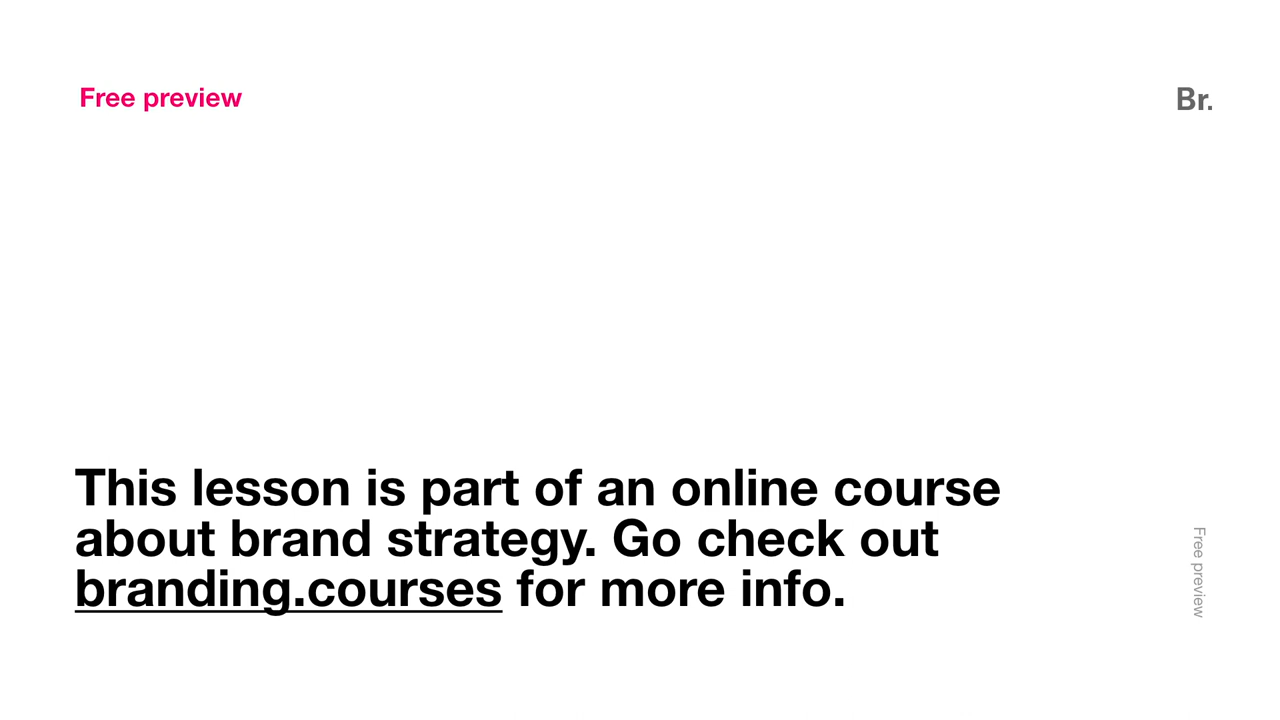 Free preview
Br.
This lesson is part of an online course
about brand strategy. Go check out
branding.courses for more info.
Free preview